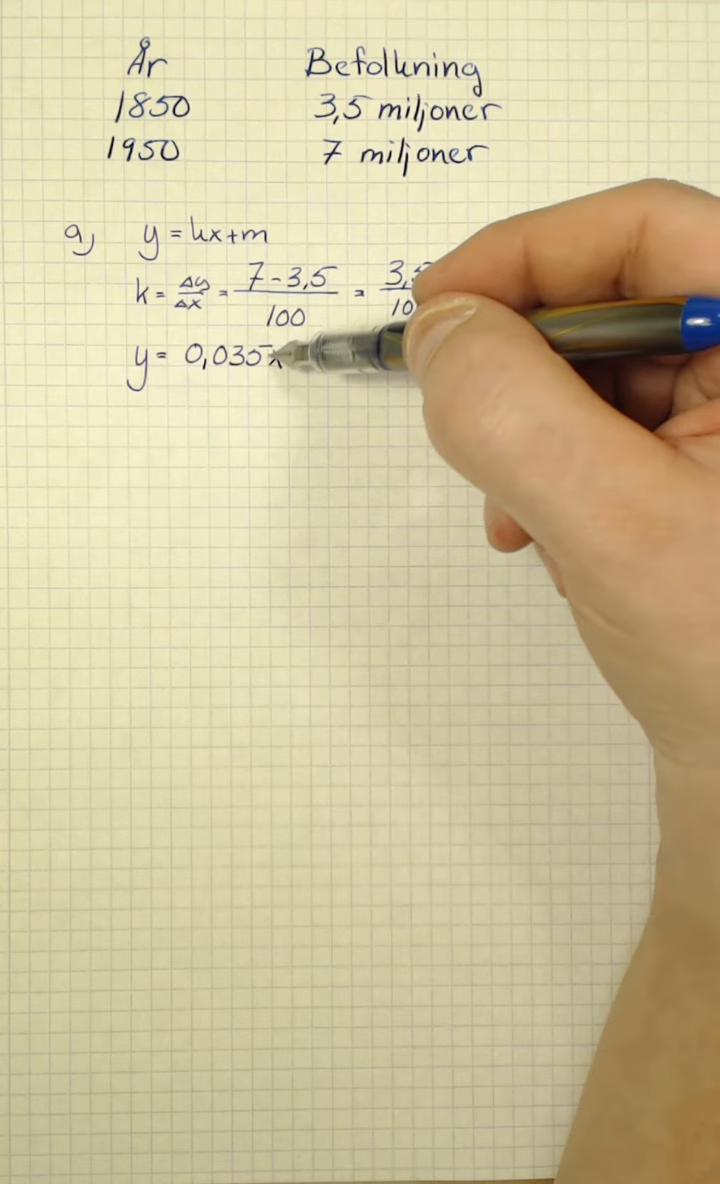 År Befolkning
1850 3,5 miljoner
1950 7 miljoner
a) y = kx+m
k = Δy/Δx = 7-3,5/100 =
y = 0,035x